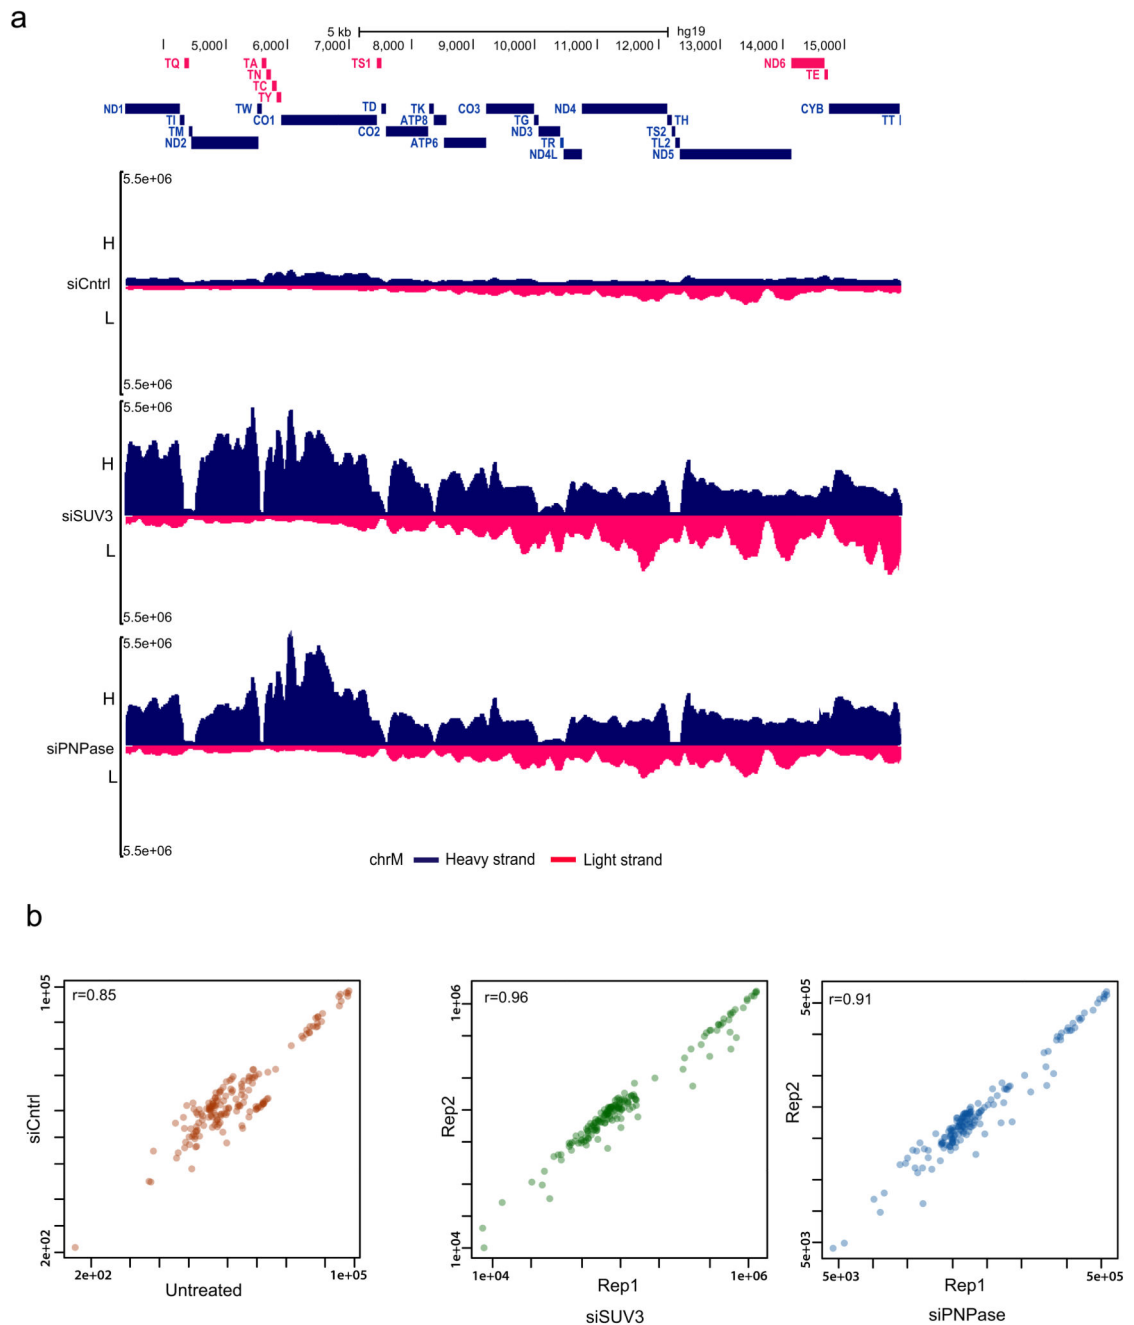 a
5 kb hg19
5,000 6,000 7,000 8,000 9,000 10,000 11,000 12,000 13,000 14,000 15,000
TQ TA TS1 ND6
TN TE
TC
TY
ND1 TW TD TK CO3 ND4 CYB
TI CO1 ATP8 TG TH TT
TM CO2 ND3 TS2
ND2 ATP6 TR TL2
ND4L ND5
5.5e+06
H
siCntrl
L
5.5e+06
5.5e+06
H
siSUV3
L
5.5e+06
5.5e+06
H
siPNPase
L
5.5e+06
chrM Heavy strand Light strand
b
r=0.85
1e+05
siCntrl
2e+02
2e+02 1e+05
Untreated
r=0.96
1e+06
Rep2
1e+04
1e+04 1e+06
Rep1
siSUV3
r=0.91
5e+05
Rep2
5e+03
5e+03 5e+05
Rep1
siPNPase